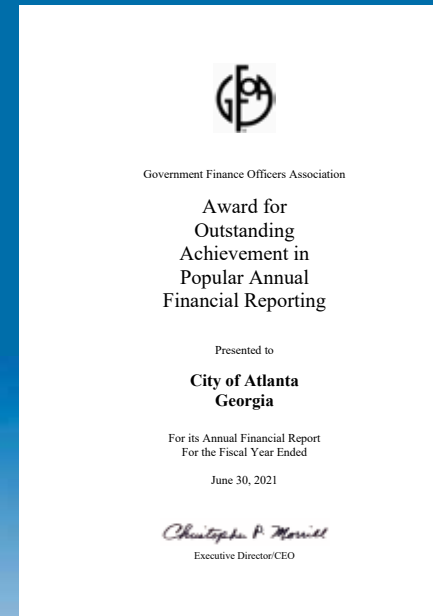 GFOA
Government Finance Officers Association
Award for
Outstanding
Achievement in
Popular Annual
Financial Reporting
Presented to
City of Atlanta
Georgia
For its Annual Financial Report
For the Fiscal Year Ended
June 30, 2021
Christopher P. Morrill
Executive Director/CEO